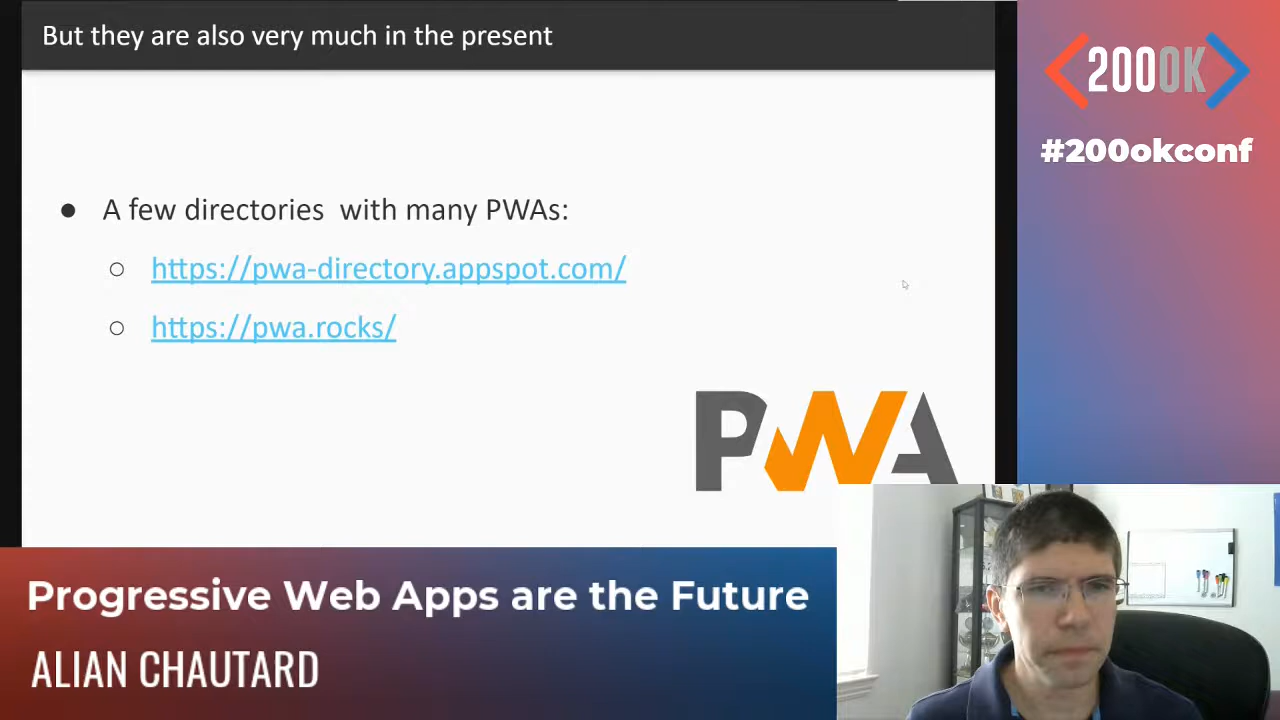 But they are also very much in the present
● A few directories with many PWAs:
○ https://pwa-directory.appspot.com/
○ https://pwa.rocks/
PWA
<200OK>
#200okconf
Progressive Web Apps are the Future
ALIAN CHAUTARD